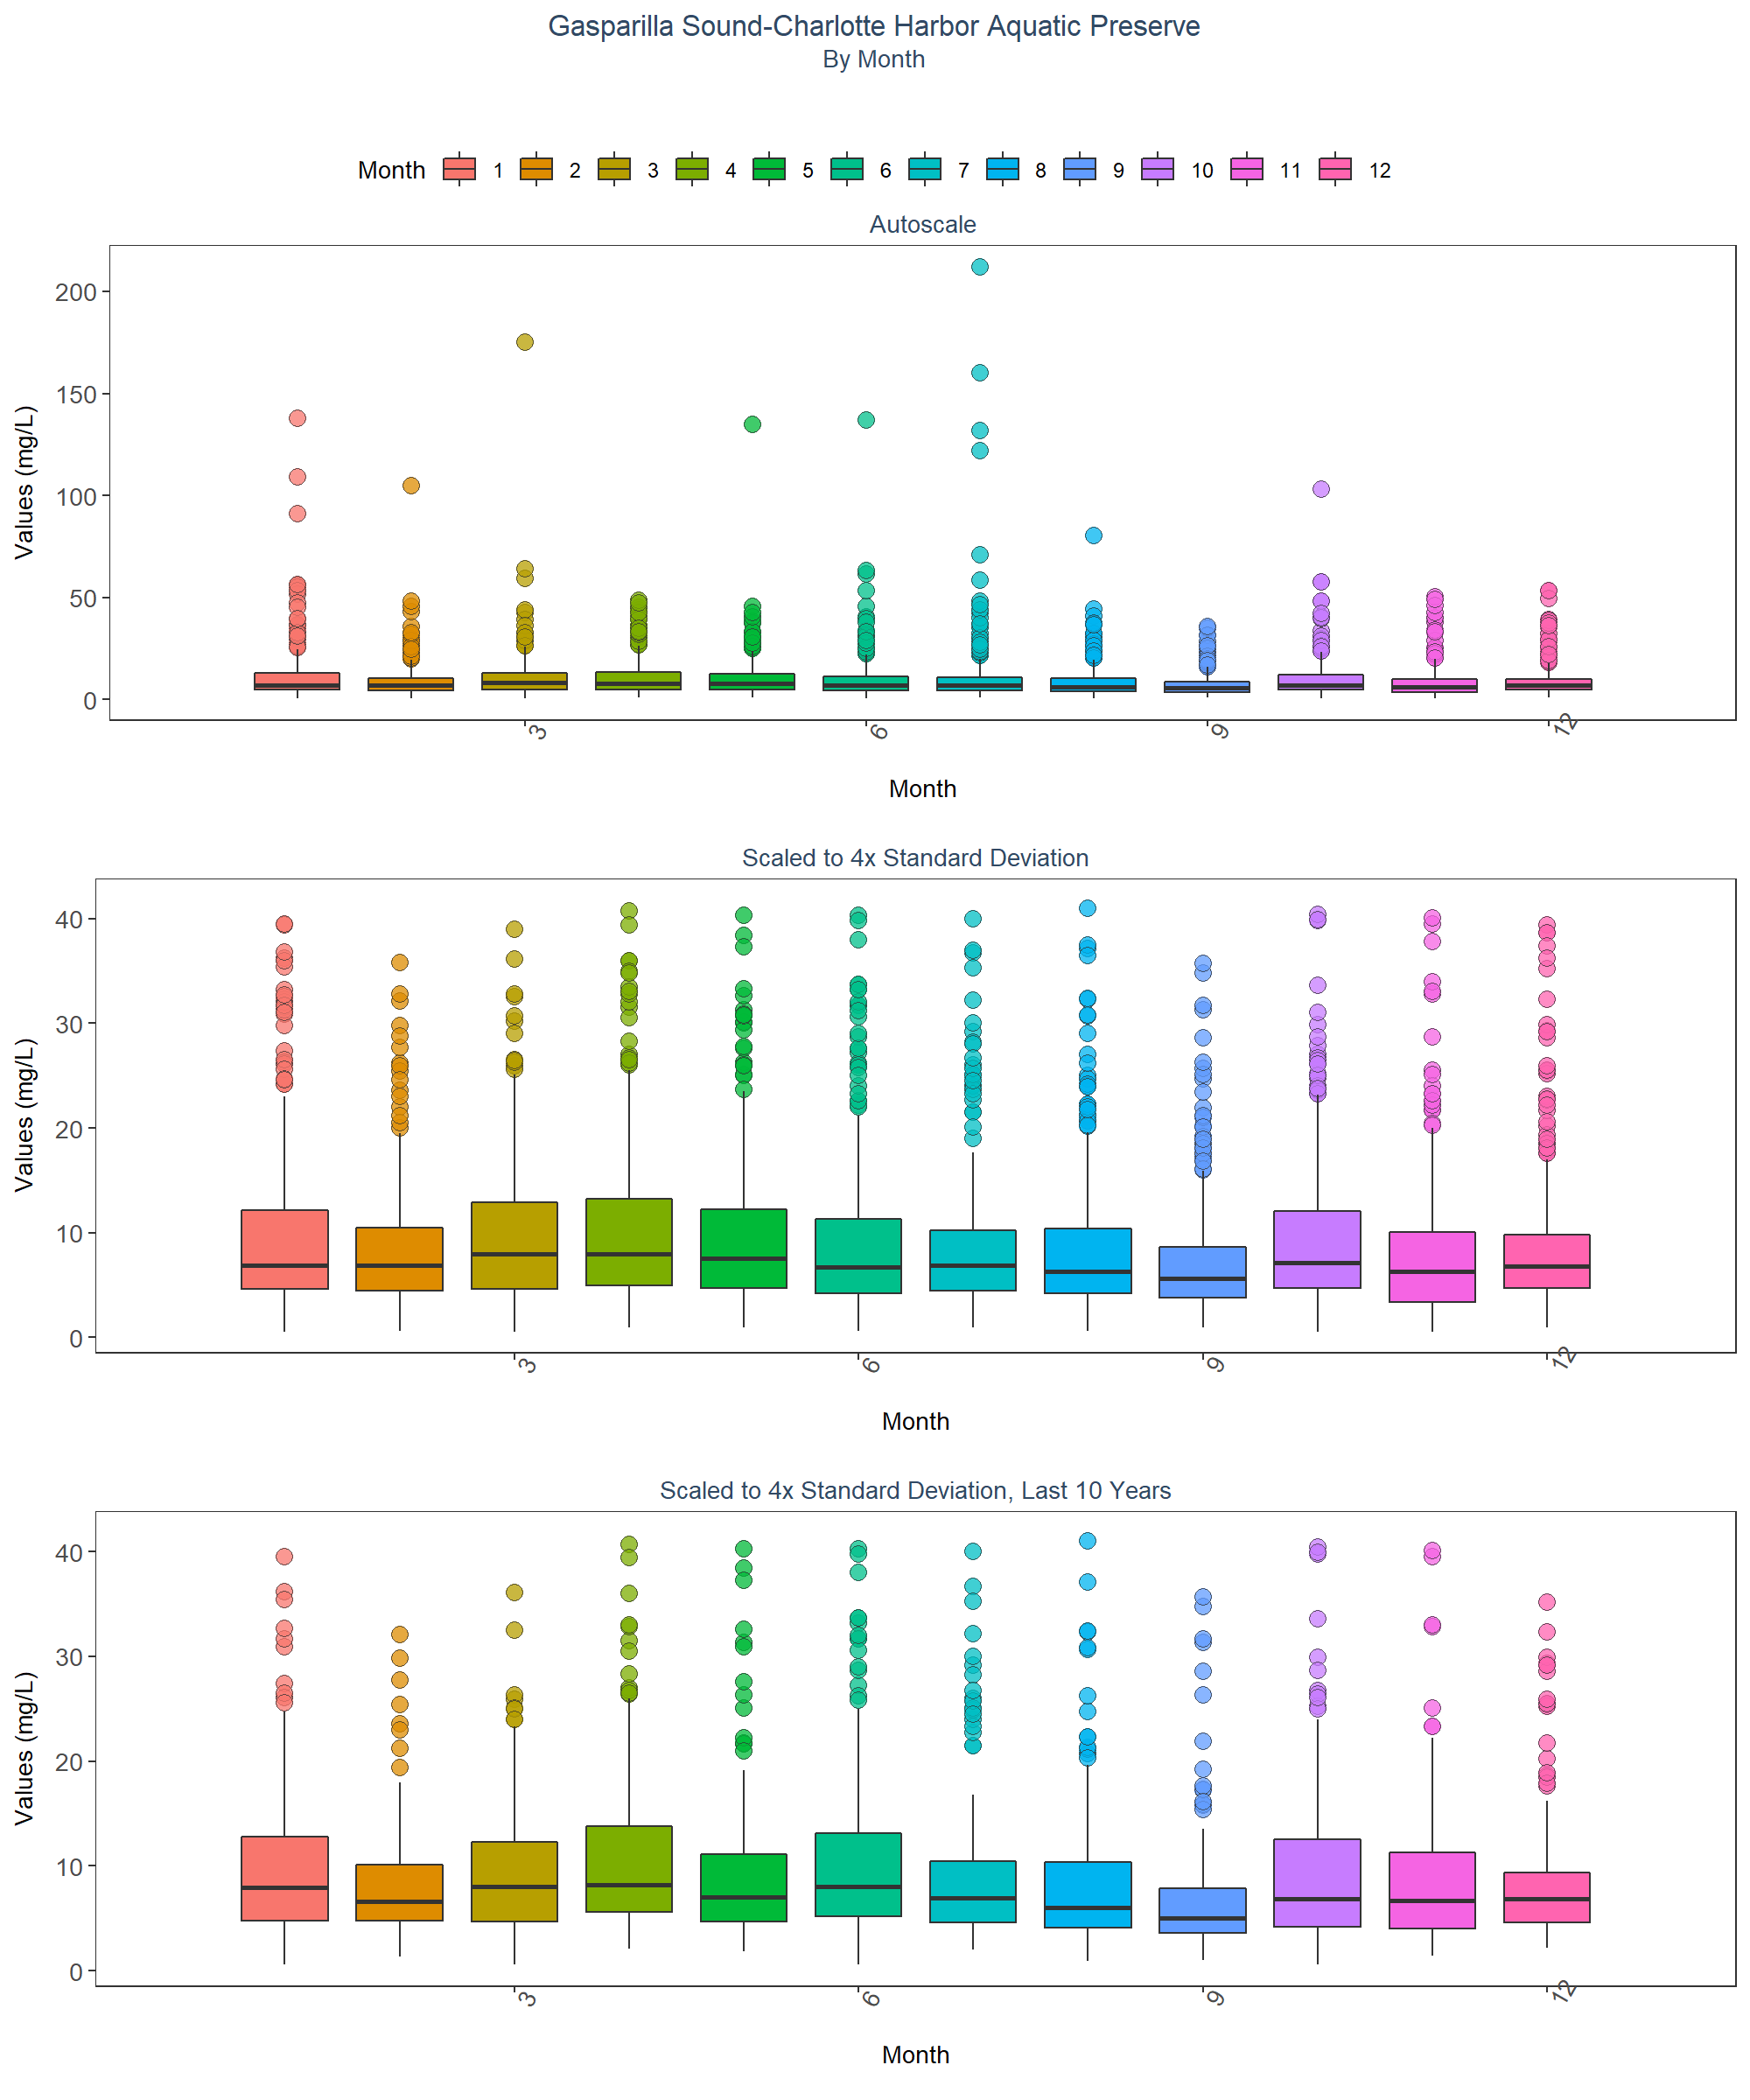 Gasparilla Sound-Charlotte Harbor Aquatic Preserve
By Month
Month 1 2 3 4 5 6 7 8 9 10 11 12
Autoscale
Values (mg/L)
200
150
100
50
0
3 6 9 12
Month
Scaled to 4x Standard Deviation
Values (mg/L)
40
30
20
10
0
3 6 9 12
Month
Scaled to 4x Standard Deviation, Last 10 Years
Values (mg/L)
40
30
20
10
0
3 6 9 12
Month